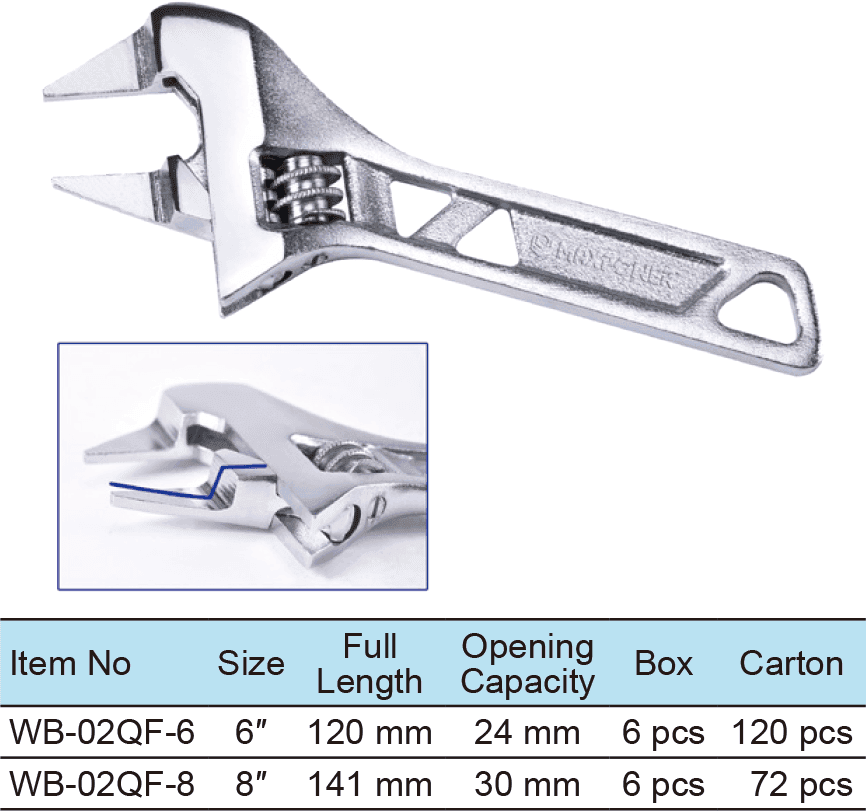 MAXPOWER
Item No Size Full Length Opening Capacity Box Carton
WB-02QF-6 6″ 120 mm 24 mm 6 pcs 120 pcs
WB-02QF-8 8″ 141 mm 30 mm 6 pcs 72 pcs